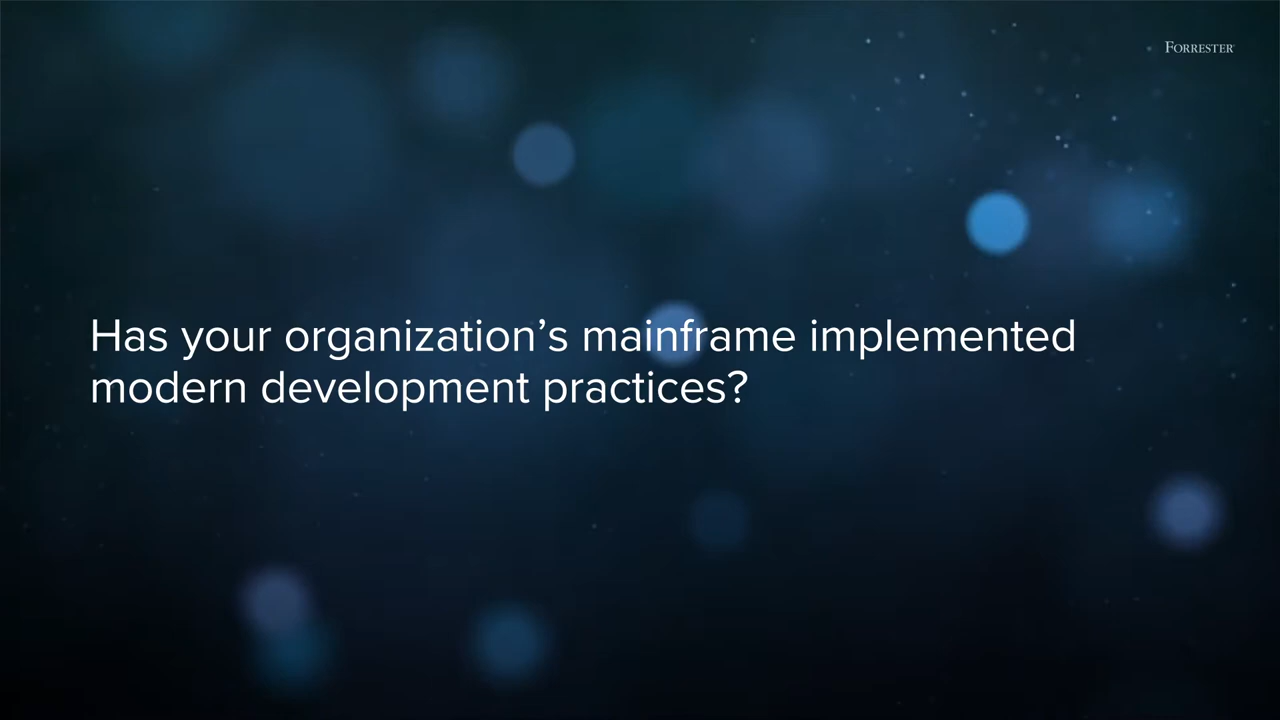 FORRESTER
Has your organization’s mainframe implemented
modern development practices?